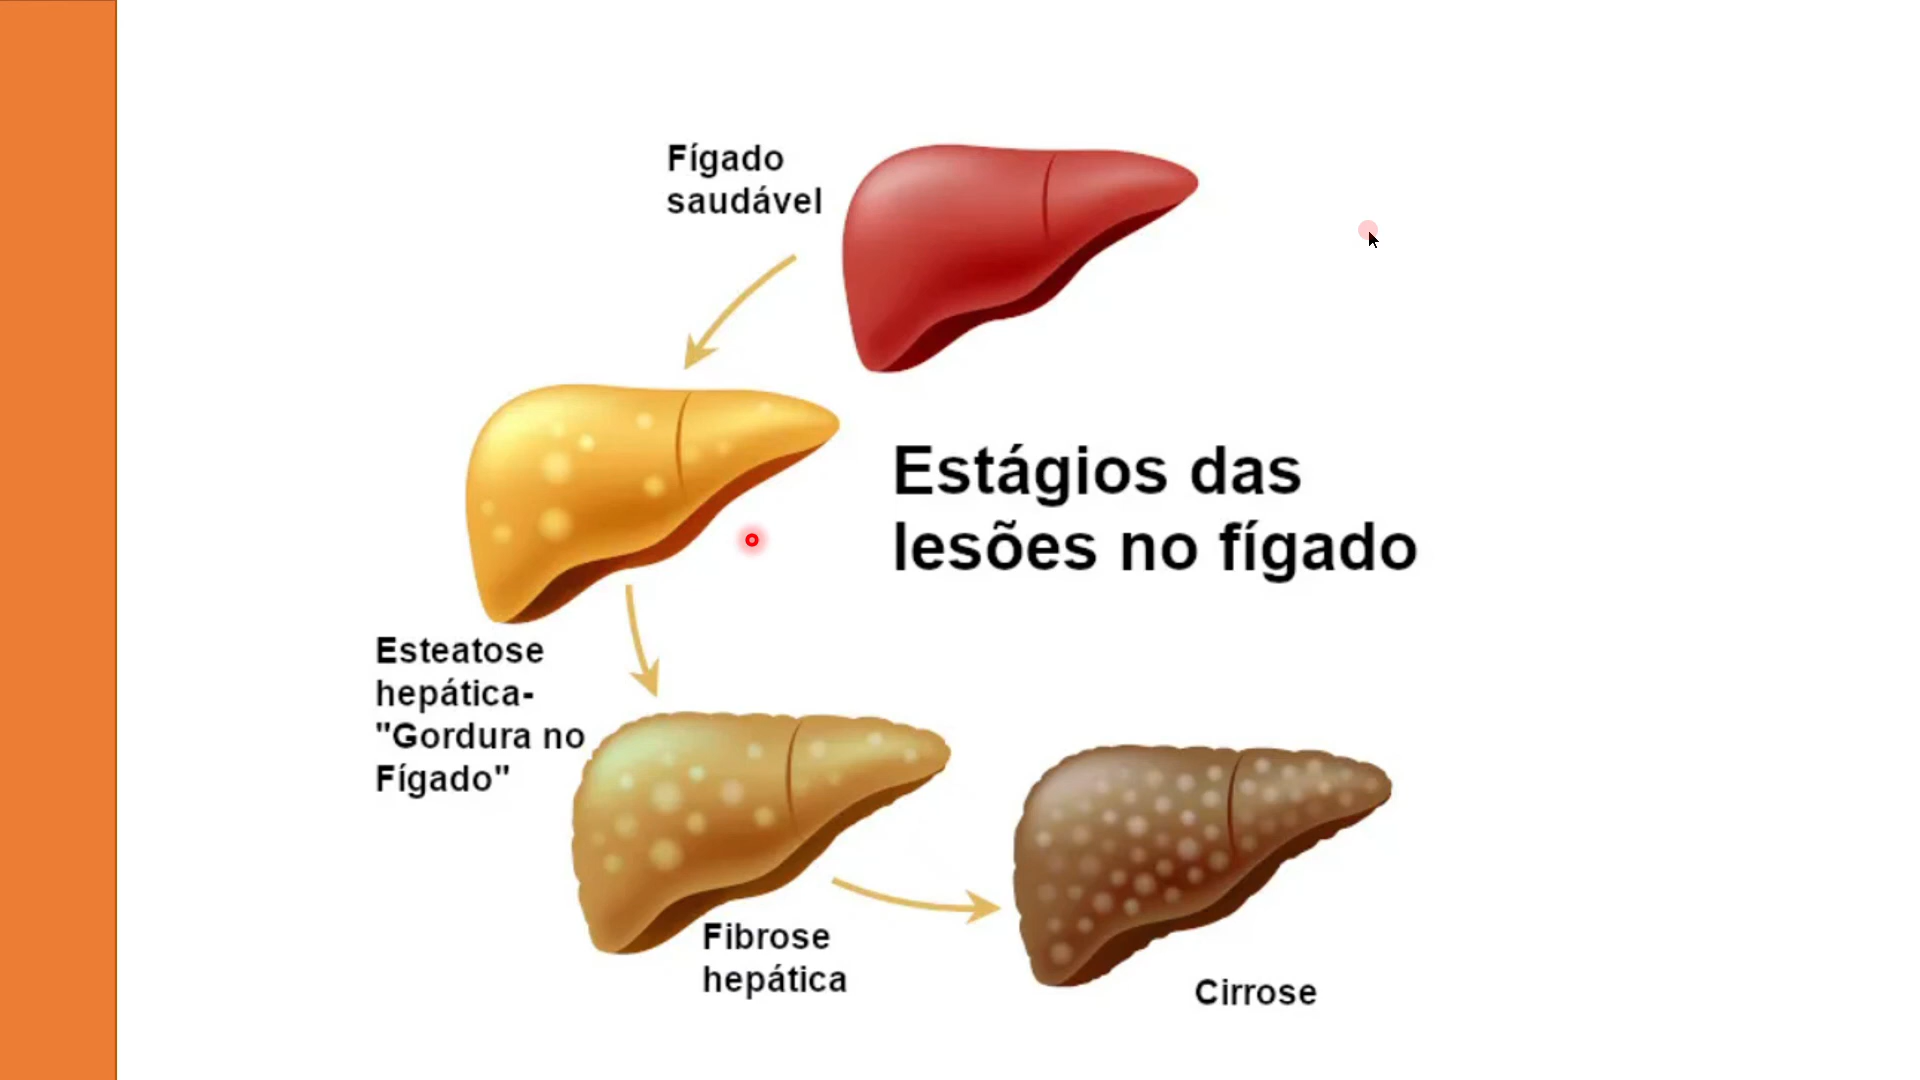 Fígado
saudável
Estágios das
lesões no fígado
Esteatose
hepática-
"Gordura no
Fígado"
Fibrose
hepática
Cirrose